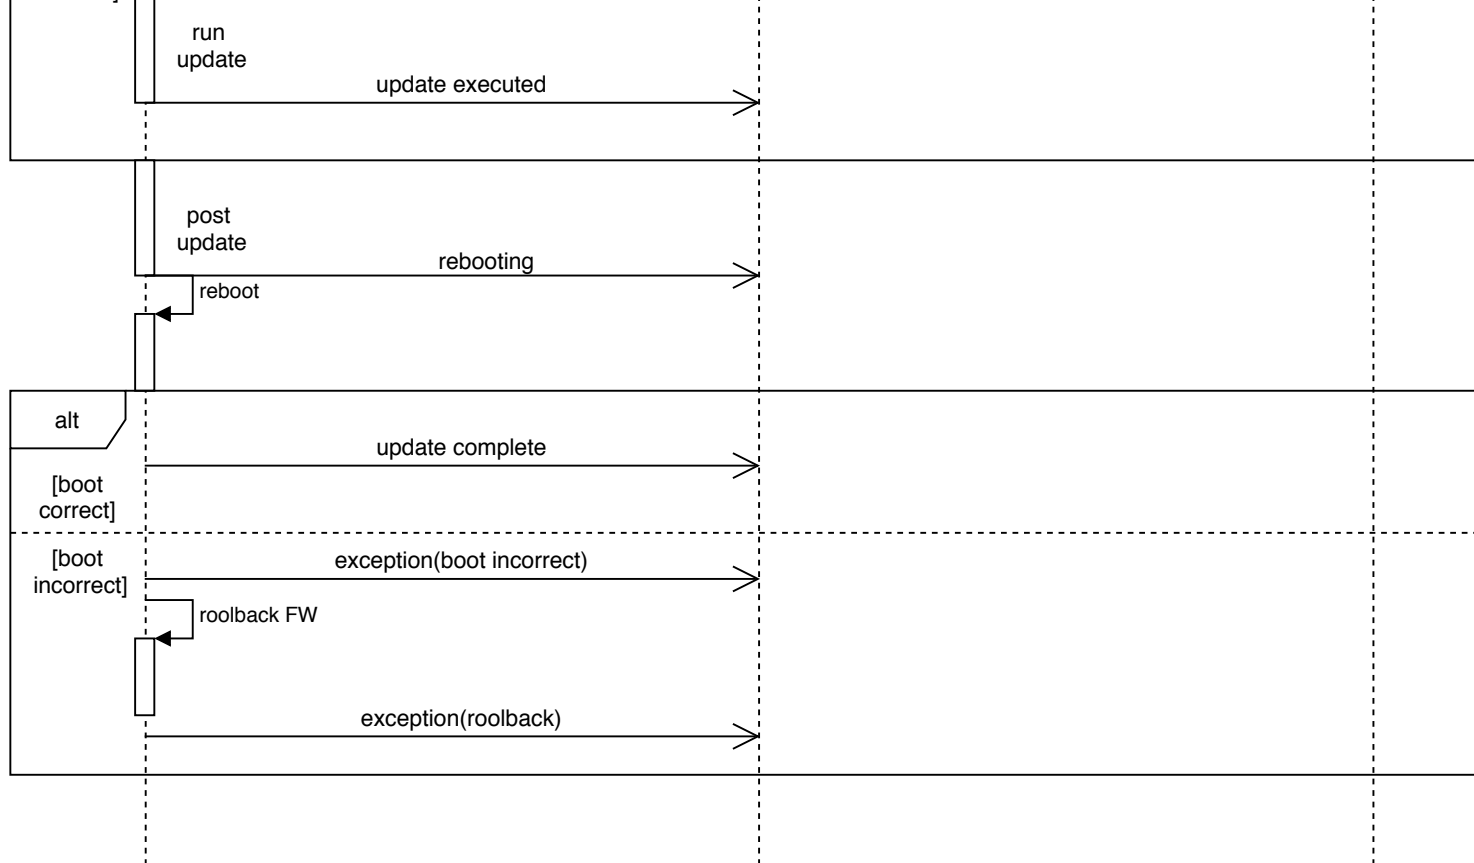 ]
run
update
update executed
post
update
rebooting
reboot
alt
update complete
[boot
correct]
[boot
incorrect]
exception(boot incorrect)
roolback FW
exception(roolback)